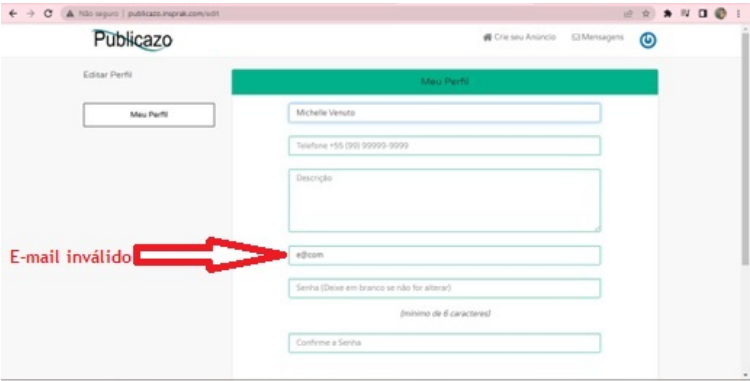 Não seguro | publicazo.insprak.com/edit
Publicazo
Crie seu Anúncio
Mensagens
Editar Perfil
Meu Perfil
Meu Perfil
Michelle Venuto
Telefone +55 (99) 99999-9999
Descrição
E-mail inválido
e@com
Senha (Deixe em branco se não for alterar)
(mínimo de 6 caracteres)
Confirme a Senha